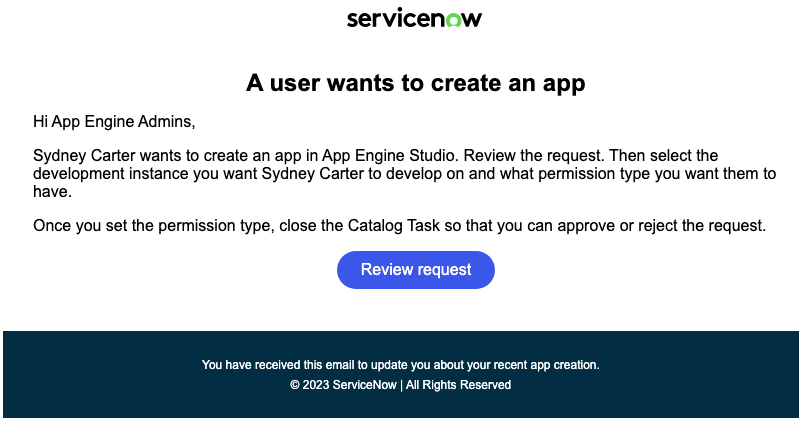 servicenow
A user wants to create an app
Hi App Engine Admins,
Sydney Carter wants to create an app in App Engine Studio. Review the request. Then select the
development instance you want Sydney Carter to develop on and what permission type you want them to
have.
Once you set the permission type, close the Catalog Task so that you can approve or reject the request.
Review request
You have received this email to update you about your recent app creation.
© 2023 ServiceNow | All Rights Reserved